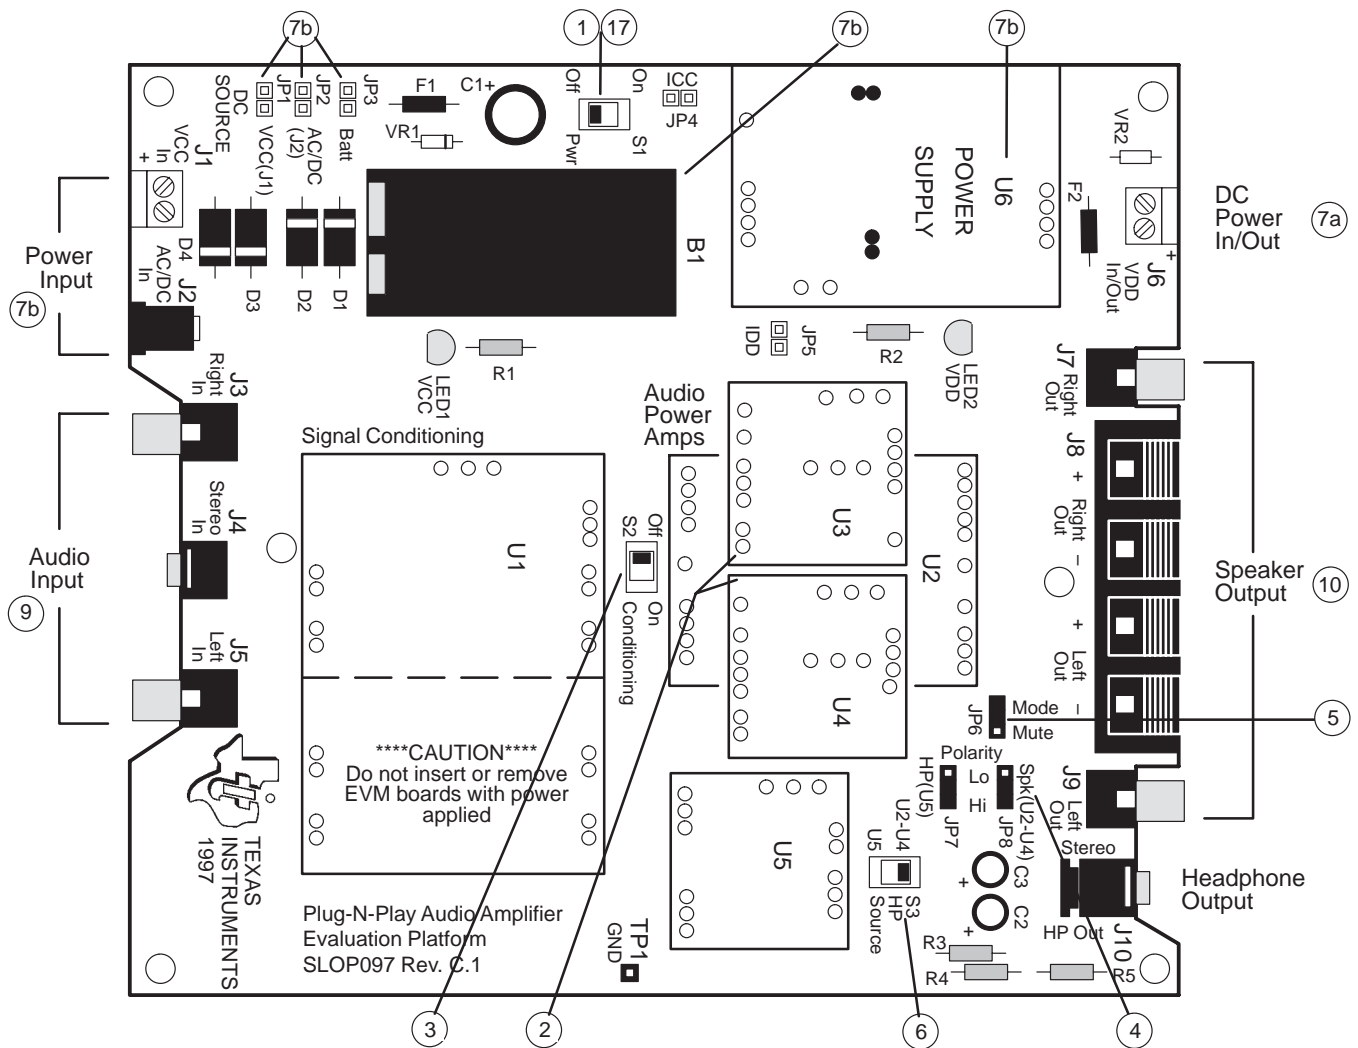 7b
1
17
7b
7b
DC
SOURCE
JP1
VCC(J1)
JP2
AC/DC
(J2)
JP3
Batt
F1
VR1
C1+
Off
On
Pwr
S1
ICC
JP4
U6
POWER
SUPPLY
VR2
F2
J1
VCC
In
+
J6
VDD
In/Out
+
DC
Power
In/Out
7a
Power
Input
7b
D4
J2
AC/DC
In
D3
D2
D1
B1
LED1
VCC
R1
IDD
JP5
R2
LED2
VDD
J3
Right
In
J7
Right
Out
Audio
Power
Amps
Signal Conditioning
J8
+
Right
Out
–
+
Left
Out
–
J4
Stereo
In
Audio
Input
9
J5
Left
In
U1
S2
Off
On
Conditioning
U3
U2
U4
Speaker
Output
10
JP6
Mode
Mute
5
Polarity
HP(U5)
Lo
Hi
JP7
Spk(U2-U4)
JP8
J9
Left
Out
****CAUTION****
Do not insert or remove
EVM boards with power
applied
TEXAS
INSTRUMENTS
1997
U5
U5
U2-U4
S3
HP
Source
+
C3
C2
+
Stereo
HP Out
J10
Headphone
Output
Plug-N-Play Audio Amplifier
Evaluation Platform
SLOP097 Rev. C.1
TP1
GND
R3
R4
R5
3
2
6
4